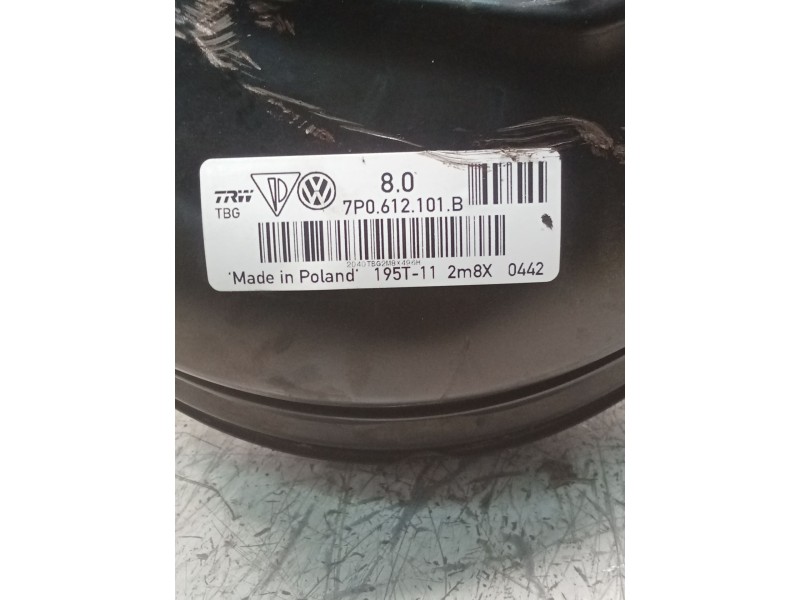 TRW
TBG
8.0
7P0.612.101.B
'Made in Poland' 195T-11 2m8X 0442